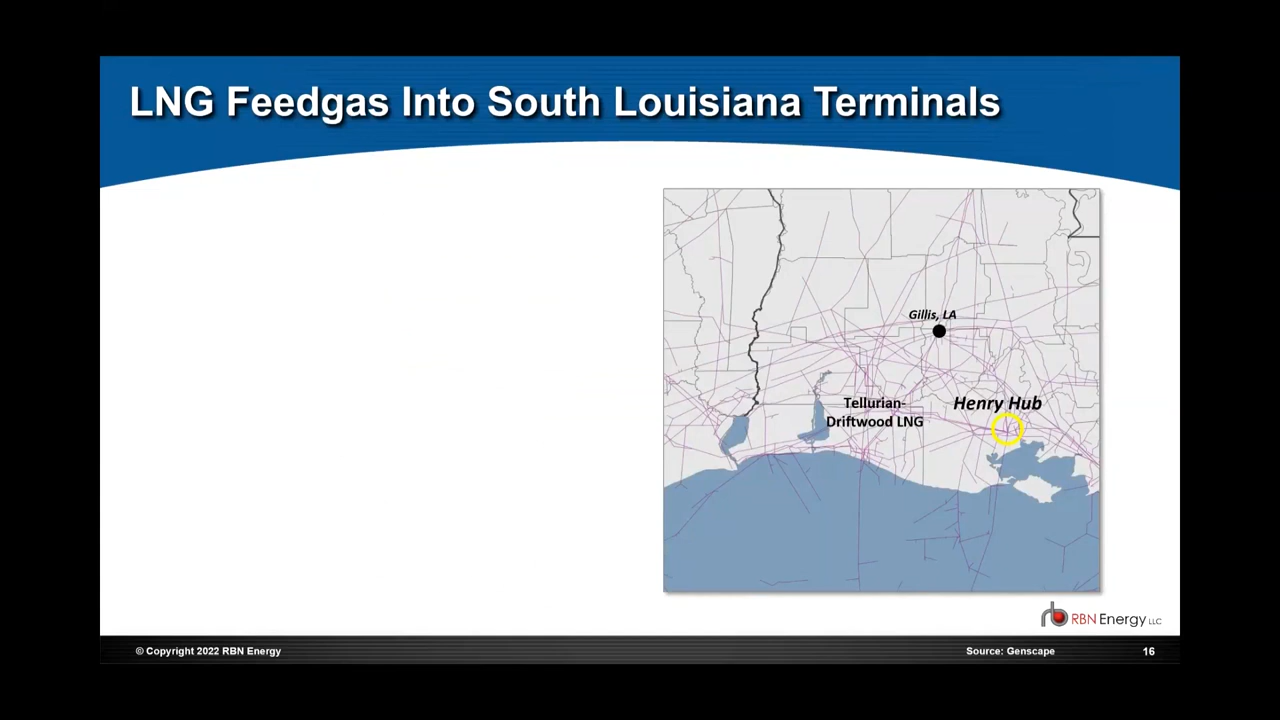 LNG Feedgas Into South Louisiana Terminals
Gillis, LA
Tellurian-
Driftwood LNG
Henry Hub
RBN Energy LLC
© Copyright 2022 RBN Energy
Source: Genscape
16